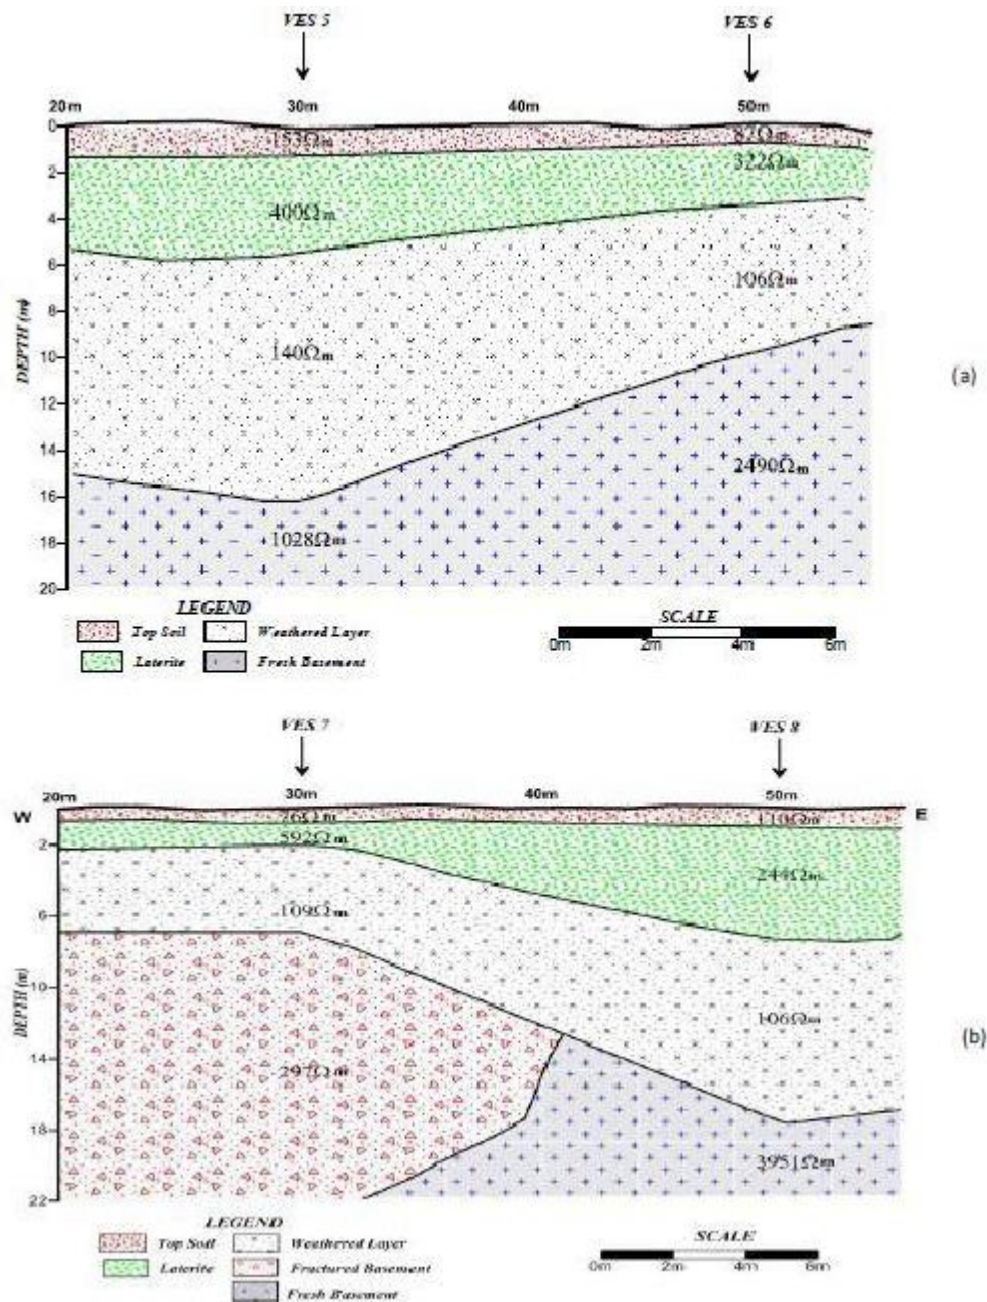 VES 5 VES 6
20m 30m 40m 50m
0
153Ωm 82Ωm
322Ωm
2
400Ωm
4
6
106Ωm
8
DEPTH (m)
140Ωm
10
(a)
12
14
2490Ωm
16
1028Ωm
18
20
LEGEND
Top Soil Weathered Layer
Laterite Fresh Basement
SCALE
0m 2m 4m 6m
VES 7 VES 8
20m 30m 40m 50m
W E
110Ωm
592Ωm
2
244Ωm
109Ωm
6
10
DEPTH (m)
106Ωm
(b)
14
297Ωm
18
3951Ωm
22
LEGEND
Top Soil Weathered Layer
Laterite Fractured Basement
Fresh Basement
SCALE
0m 2m 4m 6m